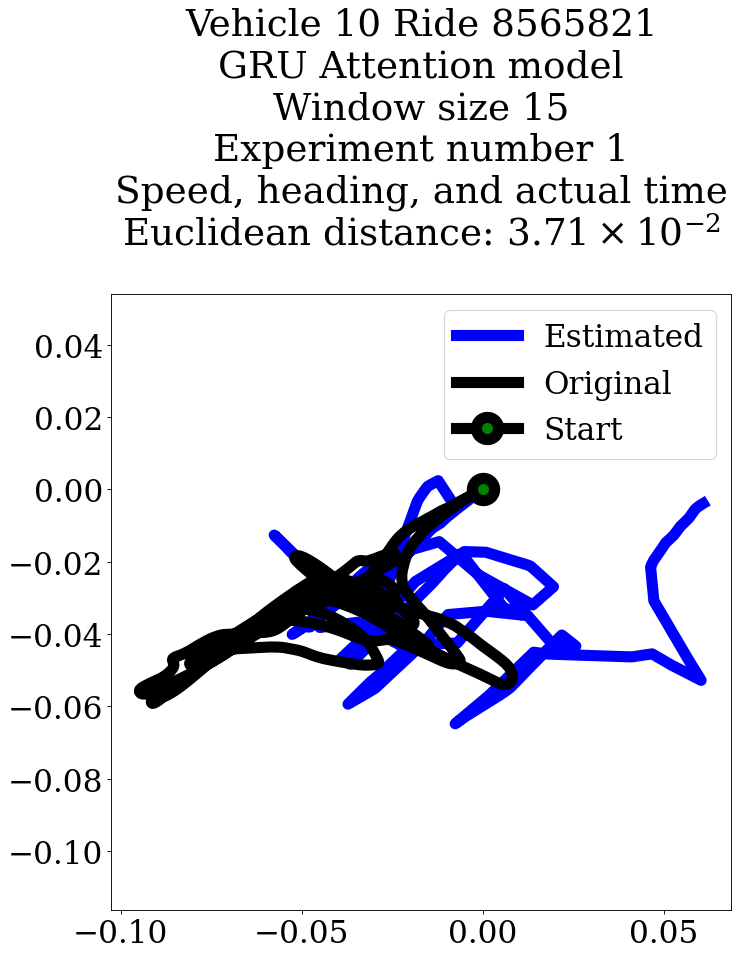 Vehicle 10 Ride 8565821
GRU Attention model
Window size 15
Experiment number 1
Speed, heading, and actual time
Euclidean distance: 3.71 × 10⁻²
Estimated
Original
Start
0.04
0.02
0.00
−0.02
−0.04
−0.06
−0.08
−0.10
−0.10 −0.05 0.00 0.05